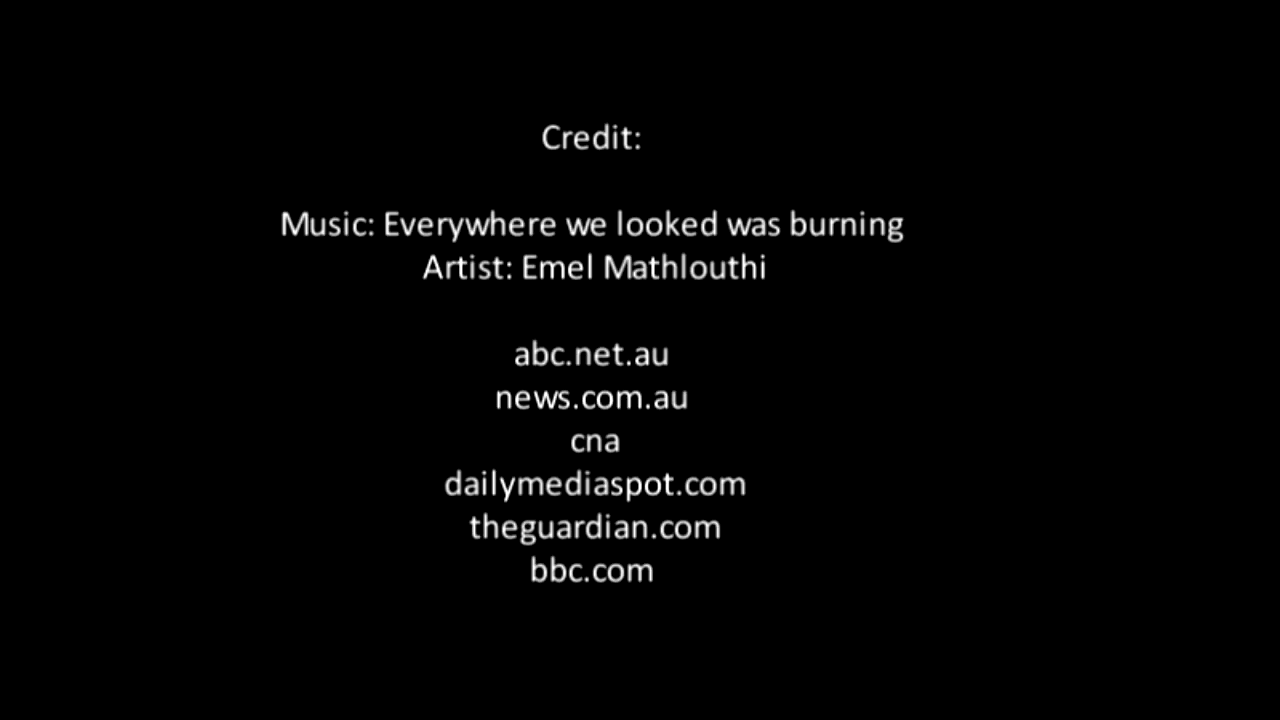 Credit:
Music: Everywhere we looked was burning
Artist: Emel Mathlouthi
abc.net.au
news.com.au
cna
dailymediaspot.com
theguardian.com
bbc.com